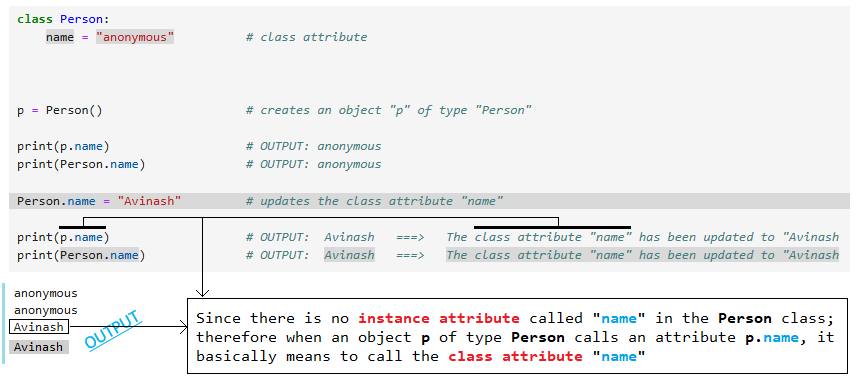 class Person:
    name = "anonymous"          # class attribute
p = Person()                    # creates an object "p" of type "Person"
print(p.name)                   # OUTPUT: anonymous
print(Person.name)              # OUTPUT: anonymous
Person.name = "Avinash"         # updates the class attribute "name"
print(p.name)                   # OUTPUT:  Avinash   ===>   The class attribute "name" has been updated to "Avinash
print(Person.name)              # OUTPUT:  Avinash   ===>   The class attribute "name" has been updated to "Avinash
anonymous
anonymous
Avinash
Avinash
OUTPUT
Since there is no instance attribute called "name" in the Person class;
therefore when an object p of type Person calls an attribute p.name, it
basically means to call the class attribute "name"